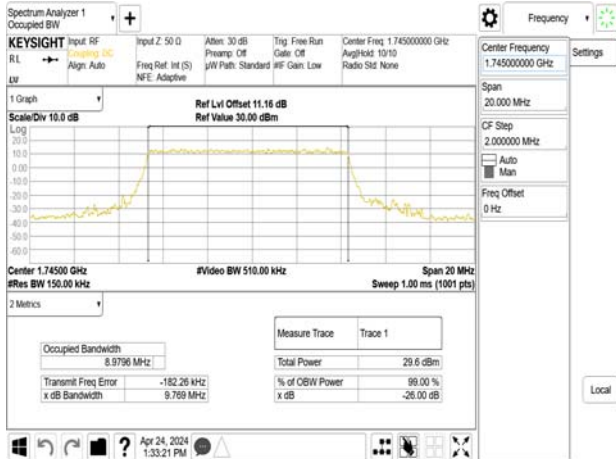 Spectrum Analyzer 1
Occupied BW
+
Frequency
KEYSIGHT
RL
LXI
Input: RF
Coupling: DC
Align: Auto
Input Z: 50 Ω
Freq Ref: Int (S)
NFE: Adaptive
Atten: 30 dB
Preamp: Off
µW Path: Standard
Trig: Free Run
Gate: Off
#IF Gain: Low
Center Freq: 1.745000000 GHz
Avg|Hold: 10/10
Radio Std: None
Center Frequency
1.745000000 GHz
Settings
Span
20.000 MHz
CF Step
2.000000 MHz
Auto
Man
Freq Offset
0 Hz
Local
1 Graph
Scale/Div 10.0 dB
Ref Lvl Offset 11.16 dB
Ref Value 30.00 dBm
Log
20.0
10.0
0.00
-10.0
-20.0
-30.0
-40.0
-50.0
-60.0
Center 1.74500 GHz
#Video BW 510.00 kHz
Span 20 MHz
#Res BW 150.00 kHz
Sweep 1.00 ms (1001 pts)
2 Metrics
Measure Trace Trace 1
Occupied Bandwidth
8.9796 MHz
Total Power 29.6 dBm
Transmit Freq Error -182.26 kHz
% of OBW Power 99.00 %
x dB Bandwidth 9.769 MHz
x dB -26.00 dB
?
Apr 24, 2024
1:33:21 PM